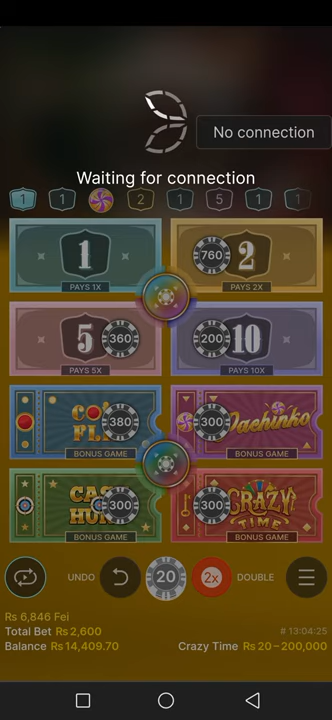 No connection
Waiting for connection
1 1 2 1 5 1 1
1
PAYS 1X
760 2
PAYS 2X
5 360
PAYS 5X
200 10
PAYS 10X
380
BONUS GAME
300 Pachinko
BONUS GAME
300
BONUS GAME
300 CRAZY
TIME
BONUS GAME
UNDO 20 2x DOUBLE
Rs 6,846 Fei
# 13:04:25
Total Bet Rs 2,600
Balance Rs 14,409.70
Crazy Time Rs 20 – 200,000